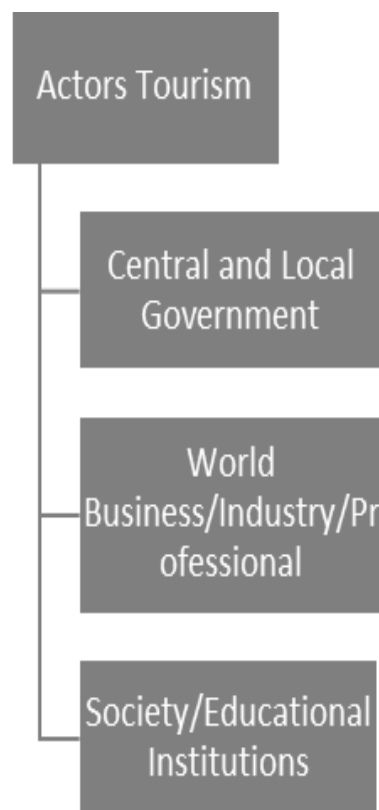 Actors Tourism
Central and Local
Government
World
Business/Industry/Pr
ofessional
Society/Educational
Institutions